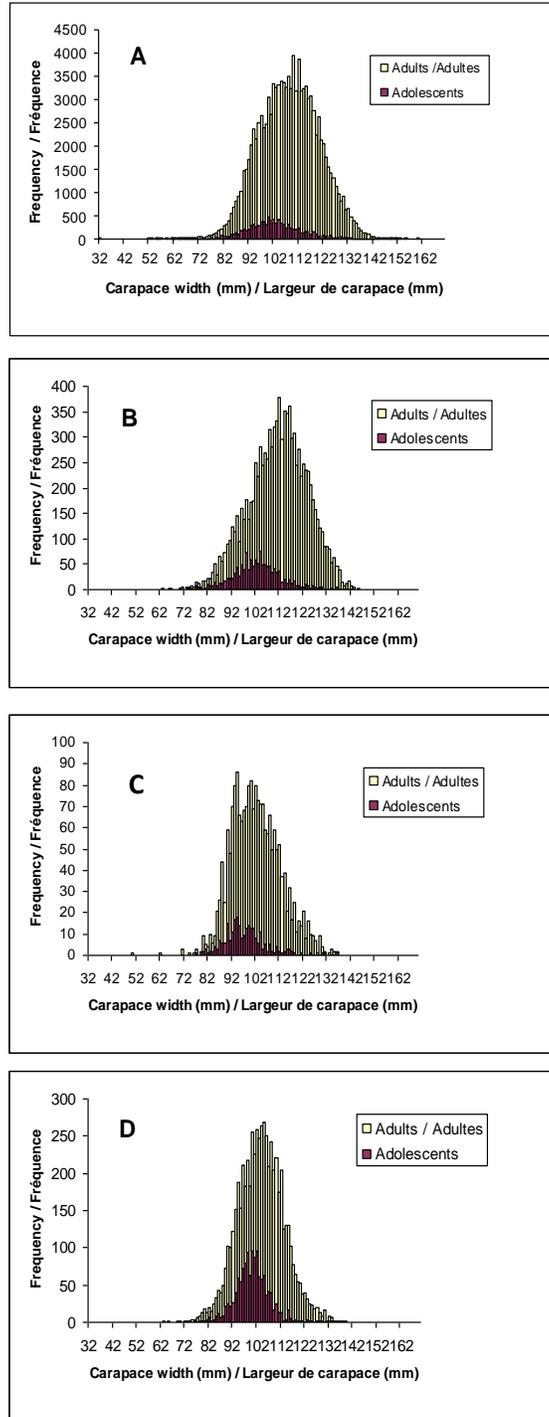 A
Frequency / Fréquence
4500
4000
3500
3000
2500
2000
1500
1000
500
0
Adults /Adultes
Adolescents
32 42 52 62 72 82 92 102 112 122 132 142 152 162
Carapace width (mm) / Largeur de carapace (mm)
B
Frequency / Fréquence
400
350
300
250
200
150
100
50
0
Adults / Adultes
Adolescents
32 42 52 62 72 82 92 102 112 122 132 142 152 162
Carapace width (mm) / Largeur de carapace (mm)
C
Frequency / Fréquence
100
90
80
70
60
50
40
30
20
10
0
Adults / Adultes
Adolescents
32 42 52 62 72 82 92 102 112 122 132 142 152 162
Carapace width (mm) / Largeur de carapace (mm)
D
Frequency / Fréquence
300
250
200
150
100
50
0
Adults / Adultes
Adolescents
32 42 52 62 72 82 92 102 112 122 132 142 152 162
Carapace width (mm) / Largeur de carapace (mm)